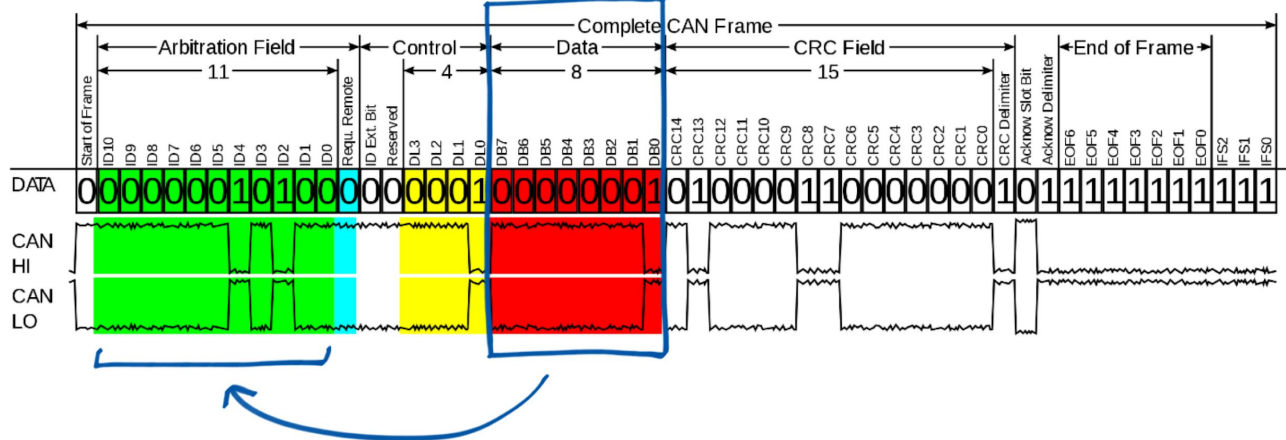 Complete CAN Frame
Arbitration Field Control Data CRC Field End of Frame
11 4 8 15
Start of Frame ID10 ID9 ID8 ID7 ID6 ID5 ID4 ID3 ID2 ID1 ID0 Requ. Remote ID Ext. Bit Reserved DL3 DL2 DL1 DL0 DB7 DB6 DB5 DB4 DB3 DB2 DB1 DB0 CRC14 CRC13 CRC12 CRC11 CRC10 CRC9 CRC8 CRC7 CRC6 CRC5 CRC4 CRC3 CRC2 CRC1 CRC0 CRC Delimiter Acknow. Slot Bit Acknow Delimiter EOF6 EOF5 EOF4 EOF3 EOF2 EOF1 EOF0 IFS2 IFS1 IFS0
DATA 0 0 0 0 0 0 0 1 0 1 0 0 0 0 0 0 0 0 1 0 0 0 0 0 0 0 1 0 1 0 0 0 0 1 1 0 0 0 0 0 0 0 1 0 1 1 1 1 1 1 1 1 1 1 1
CAN
HI
CAN
LO